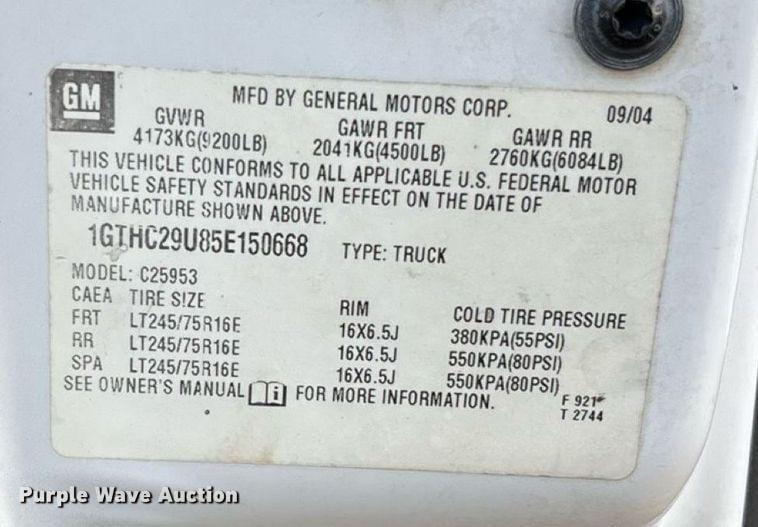 GM
MFD BY GENERAL MOTORS CORP. 09/04
GVWR GAWR FRT GAWR RR
4173KG(9200LB) 2041KG(4500LB) 2760KG(6084LB)
THIS VEHICLE CONFORMS TO ALL APPLICABLE U.S. FEDERAL MOTOR
VEHICLE SAFETY STANDARDS IN EFFECT ON THE DATE OF
MANUFACTURE SHOWN ABOVE.
1GTHC29U85E150668 TYPE: TRUCK
MODEL: C25953
CAEA TIRE SIZE RIM COLD TIRE PRESSURE
FRT LT245/75R16E 16X6.5J 380KPA(55PSI)
RR LT245/75R16E 16X6.5J 550KPA(80PSI)
SPA LT245/75R16E 16X6.5J 550KPA(80PSI)
SEE OWNER'S MANUAL i FOR MORE INFORMATION.
F 921*
T 2744
Purple Wave Auction